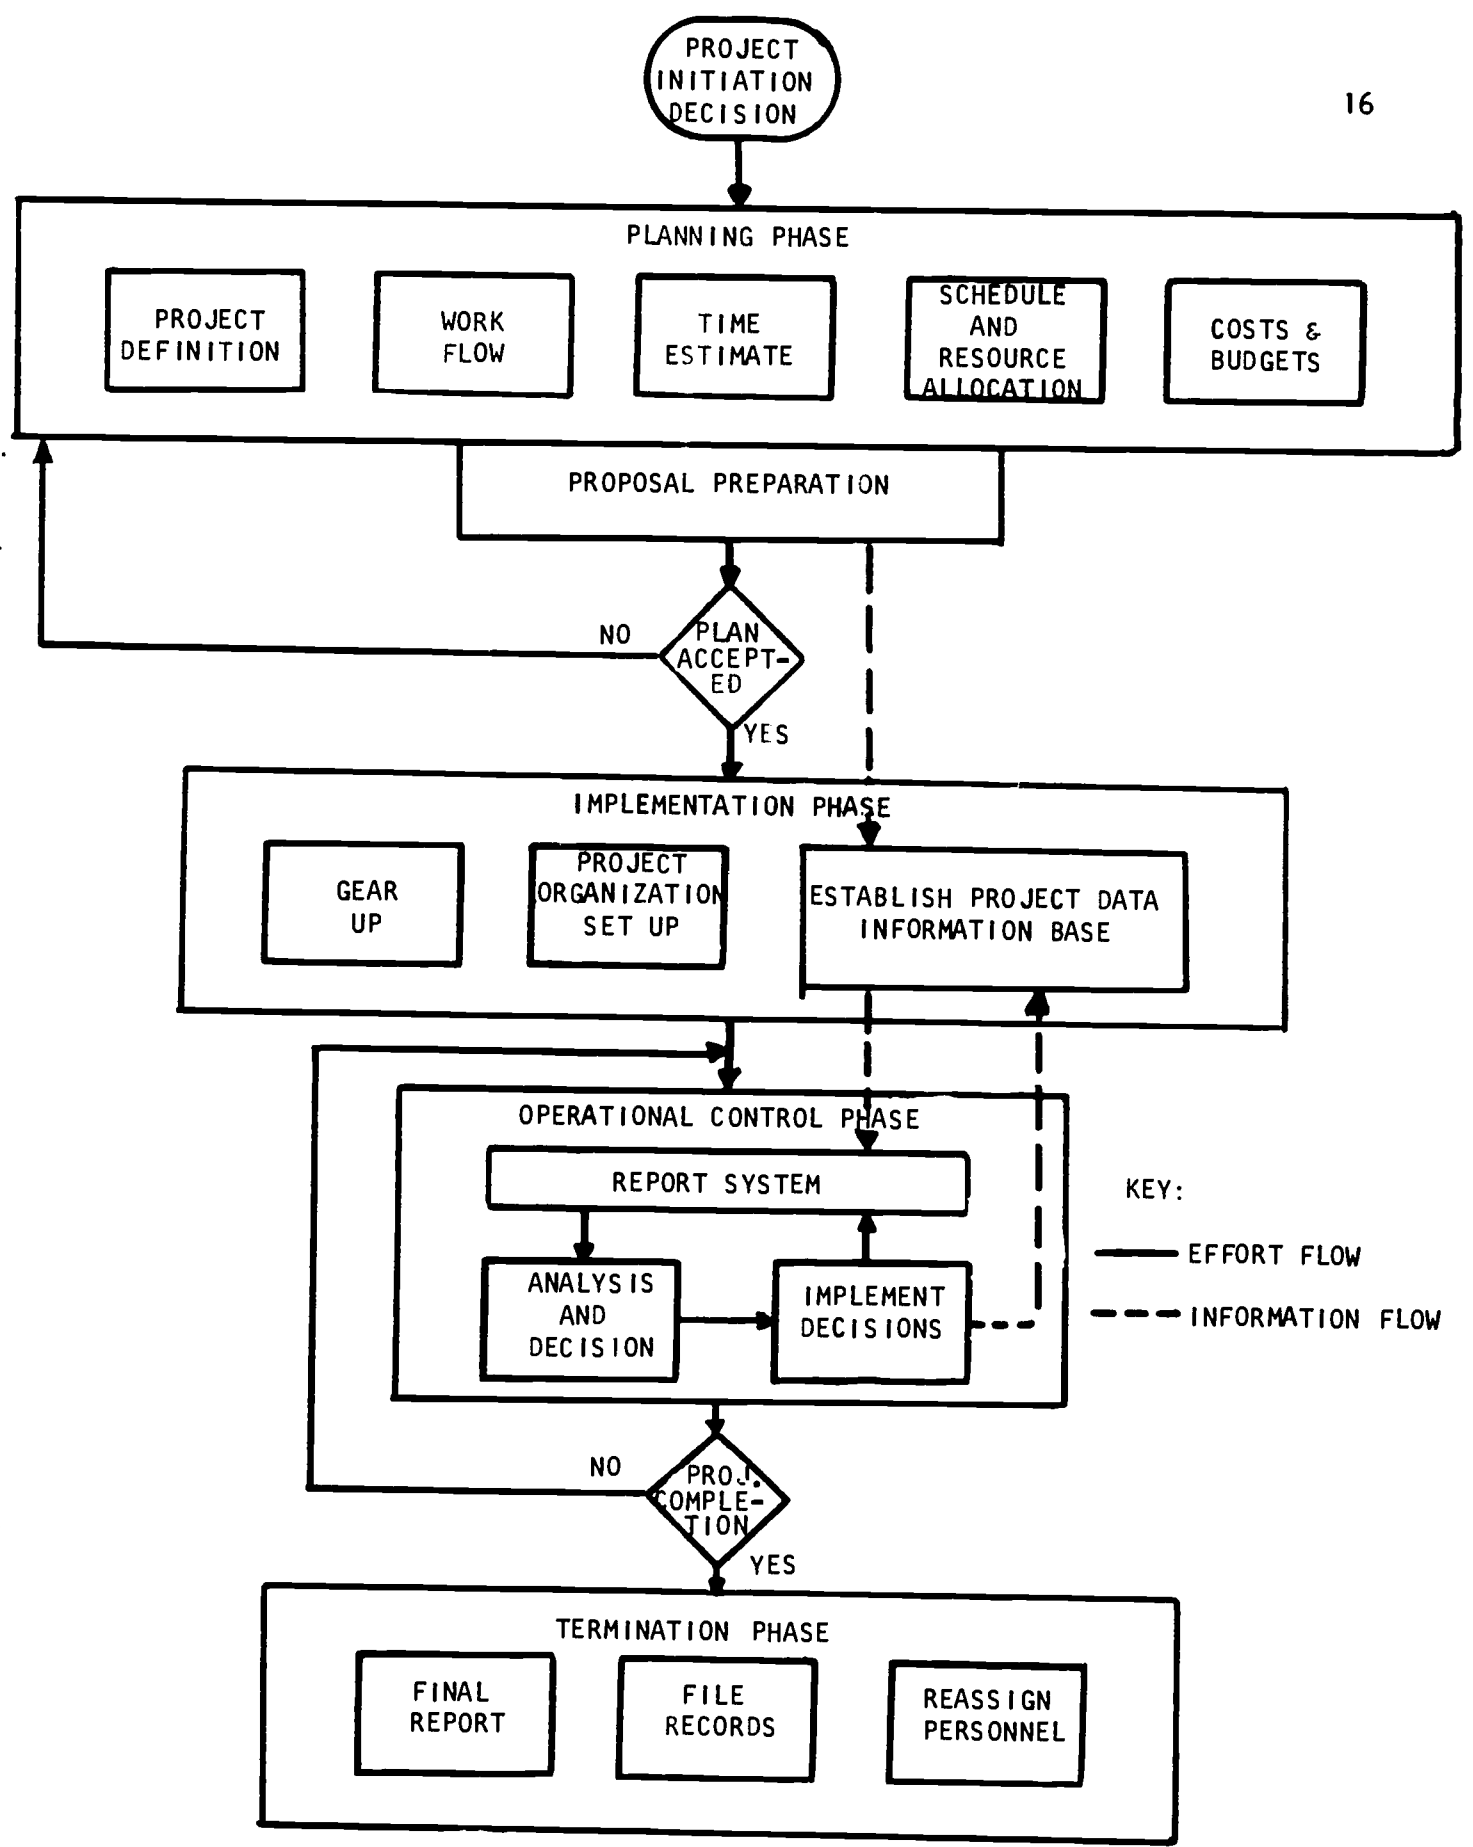 PROJECT
INITIATION
DECISION
16
PLANNING PHASE
PROJECT
DEFINITION
WORK
FLOW
TIME
ESTIMATE
SCHEDULE
AND
RESOURCE
ALLOCATION
COSTS &
BUDGETS
PROPOSAL PREPARATION
NO
PLAN
ACCEPT-
ED
YES
IMPLEMENTATION PHASE
GEAR
UP
PROJECT
ORGANIZATION
SET UP
ESTABLISH PROJECT DATA
INFORMATION BASE
OPERATIONAL CONTROL PHASE
REPORT SYSTEM
ANALYSIS
AND
DECISION
IMPLEMENT
DECISIONS
KEY:
EFFORT FLOW
INFORMATION FLOW
NO
PROJ.
COMPLE-
TION
YES
TERMINATION PHASE
FINAL
REPORT
FILE
RECORDS
REASSIGN
PERSONNEL